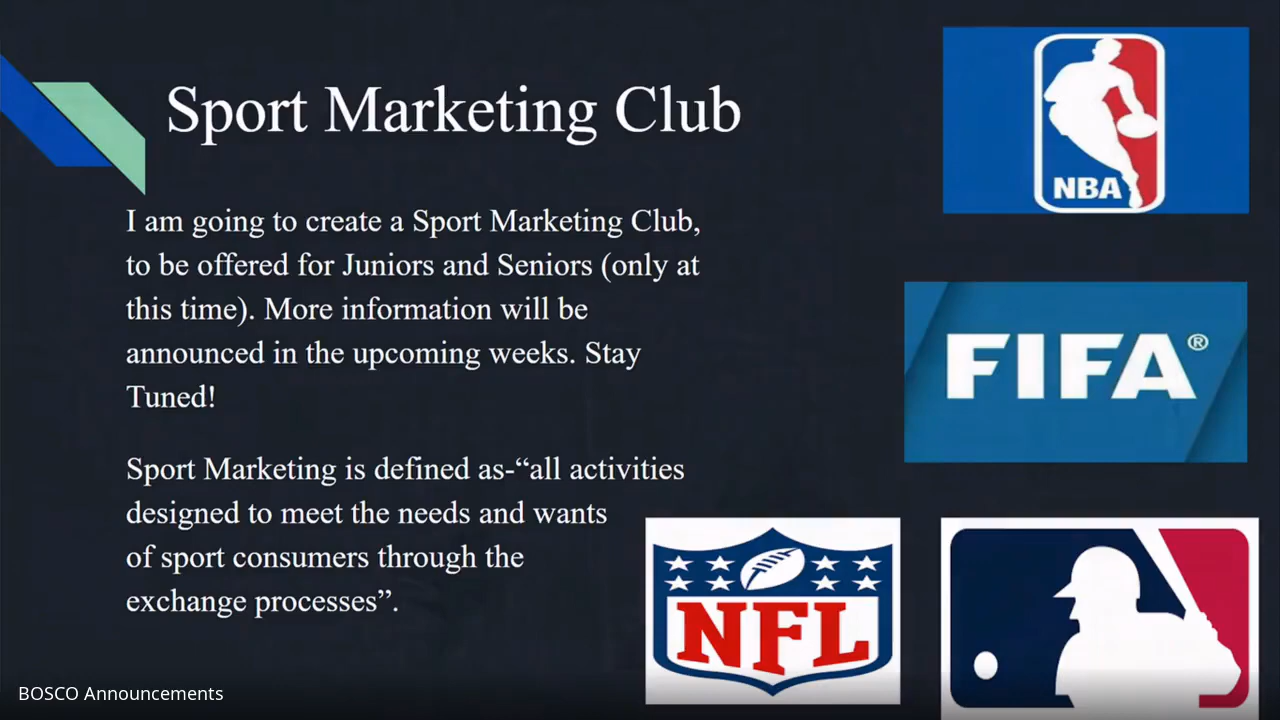 Sport Marketing Club
I am going to create a Sport Marketing Club,
to be offered for Juniors and Seniors (only at
this time). More information will be
announced in the upcoming weeks. Stay
Tuned!
Sport Marketing is defined as-“all activities
designed to meet the needs and wants
of sport consumers through the
exchange processes”.
NBA
FIFA®
NFL
BOSCO Announcements